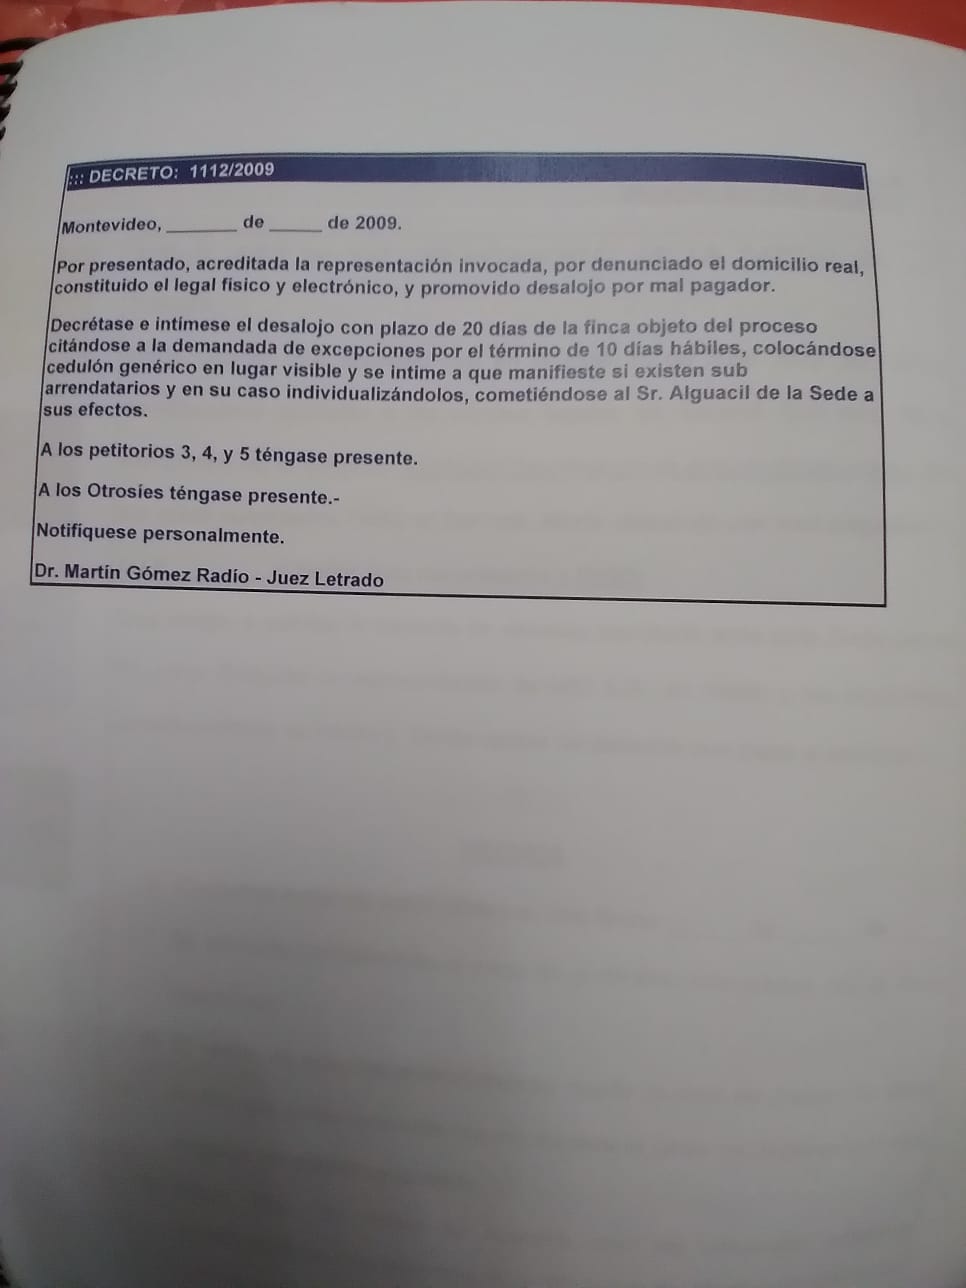 ::: DECRETO: 1112/2009
Montevideo, ________ de ______ de 2009.
Por presentado, acreditada la representación invocada, por denunciado el domicilio real,
constituido el legal físico y electrónico, y promovido desalojo por mal pagador.
Decrétase e intímese el desalojo con plazo de 20 días de la finca objeto del proceso
citándose a la demandada de excepciones por el término de 10 días hábiles, colocándose
cedulón genérico en lugar visible y se intime a que manifieste si existen sub
arrendatarios y en su caso individualizándolos, cometiéndose al Sr. Alguacil de la Sede a
sus efectos.
A los petitorios 3, 4, y 5 téngase presente.
A los Otrosíes téngase presente.-
Notifíquese personalmente.
Dr. Martín Gómez Radío - Juez Letrado